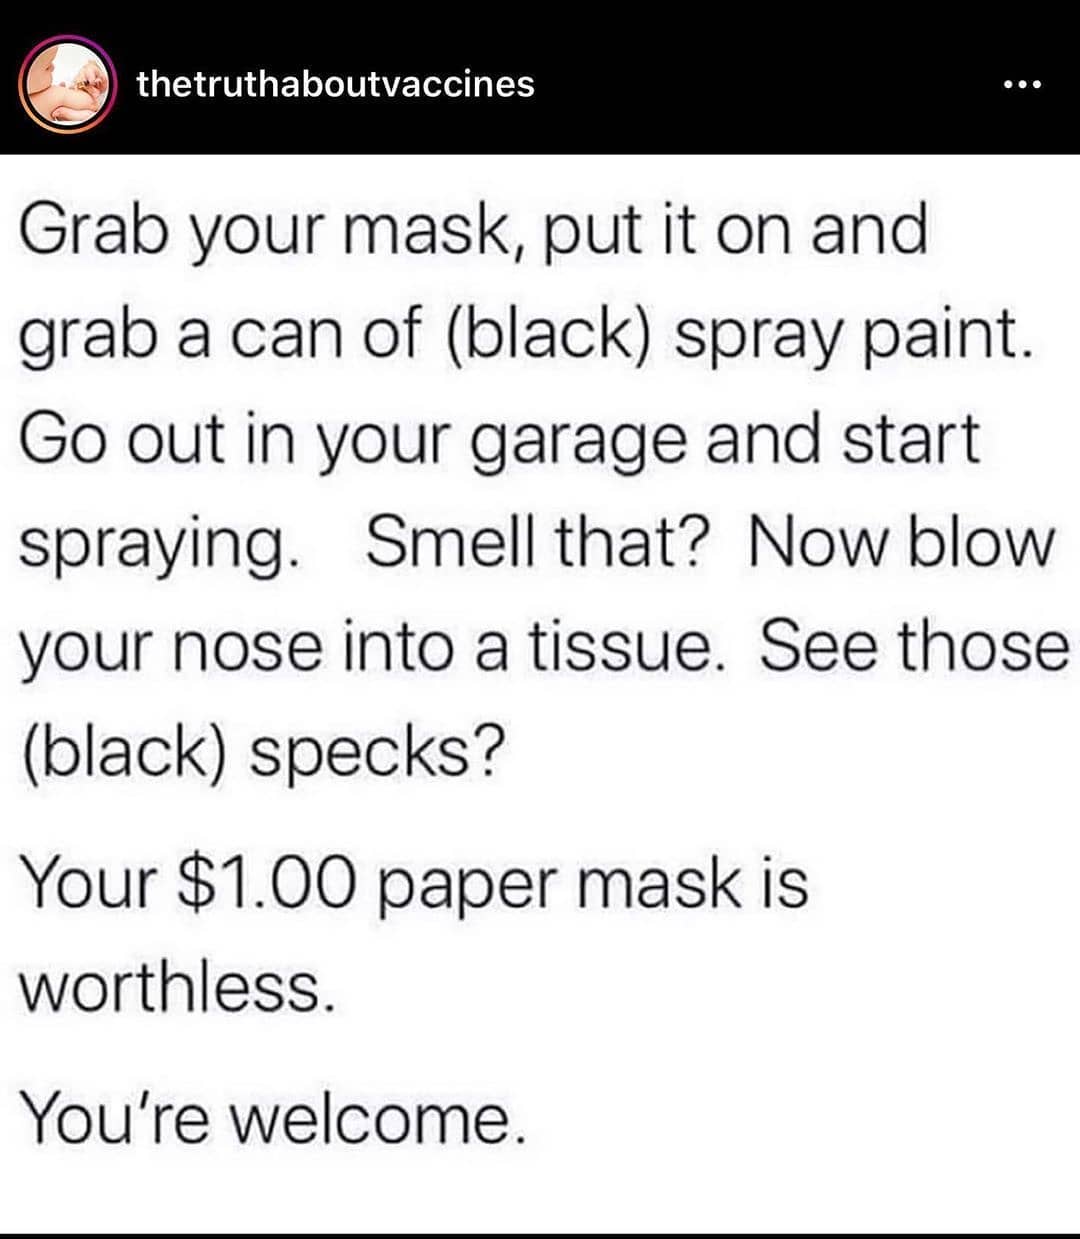 thetruthaboutvaccines
Grab your mask, put it on and
grab a can of (black) spray paint.
Go out in your garage and start
spraying.   Smell that?  Now blow
your nose into a tissue.  See those
(black) specks?
Your $1.00 paper mask is
worthless.
You're welcome.